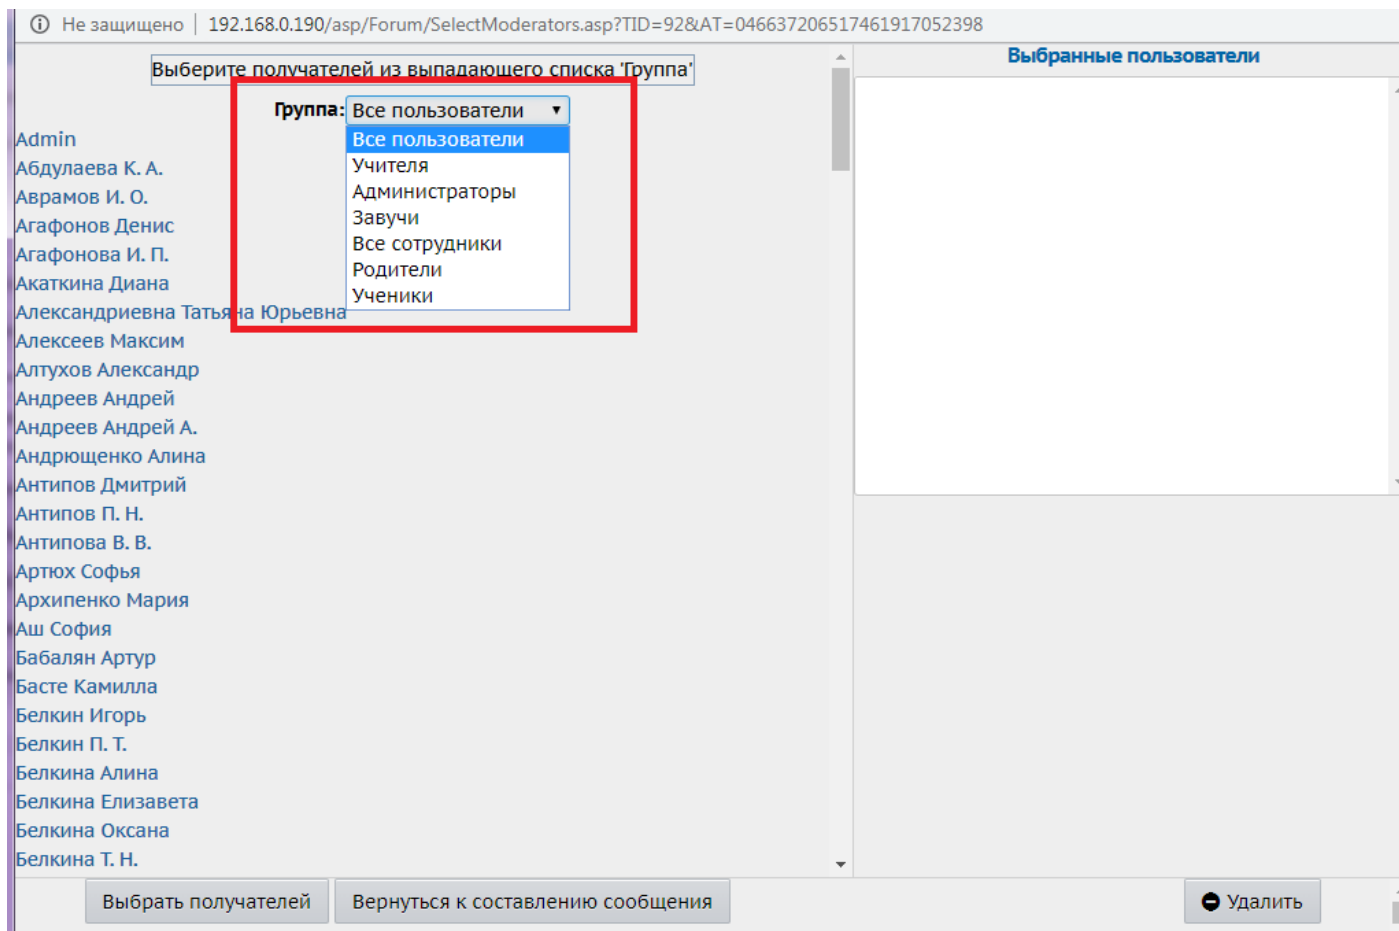 Не защищено | 192.168.0.190/asp/Forum/SelectModerators.asp?TID=92&AT=046637206517461917052398
Выберите получателей из выпадающего списка 'Группа'
Группа: Все пользователи
Все пользователи
Учителя
Администраторы
Завучи
Все сотрудники
Родители
Ученики
Admin
Абдулаева К. А.
Аврамов И. О.
Агафонов Денис
Агафонова И. П.
Акаткина Диана
Александриевна Татьяна Юрьевна
Алексеев Максим
Алтухов Александр
Андреев Андрей
Андреев Андрей А.
Андрющенко Алина
Антипов Дмитрий
Антипов П. Н.
Антипова В. В.
Артюх Софья
Архипенко Мария
Аш София
Бабалян Артур
Басте Камилла
Белкин Игорь
Белкин П. Т.
Белкина Алина
Белкина Елизавета
Белкина Оксана
Белкина Т. Н.
Выбранные пользователи
Выбрать получателей
Вернуться к составлению сообщения
Удалить